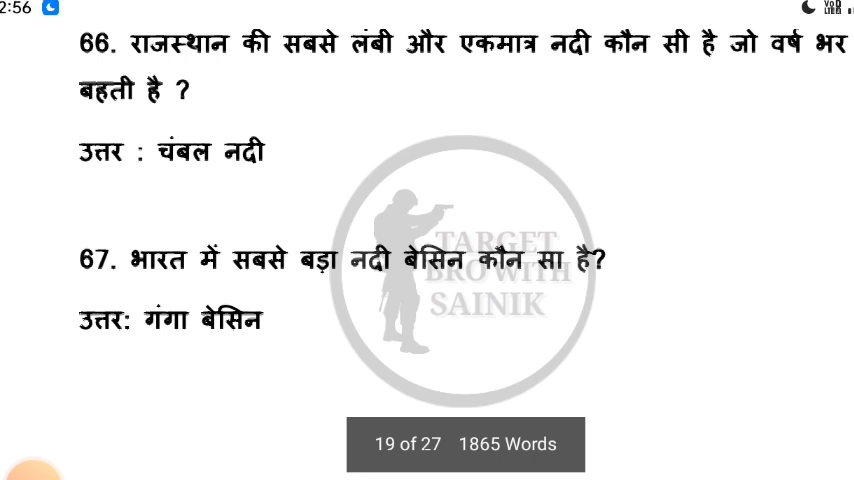 2:56
66. राजस्थान की सबसे लंबी और एकमात्र नदी कौन सी है जो वर्ष भर
बहती है ?
उत्तर : चंबल नदी
TARGET
67. भारत में सबसे बड़ा नदी बेसिन कौन सा है?
BRO WITH
SAINIK
उत्तर: गंगा बेसिन
19 of 27 1865 Words